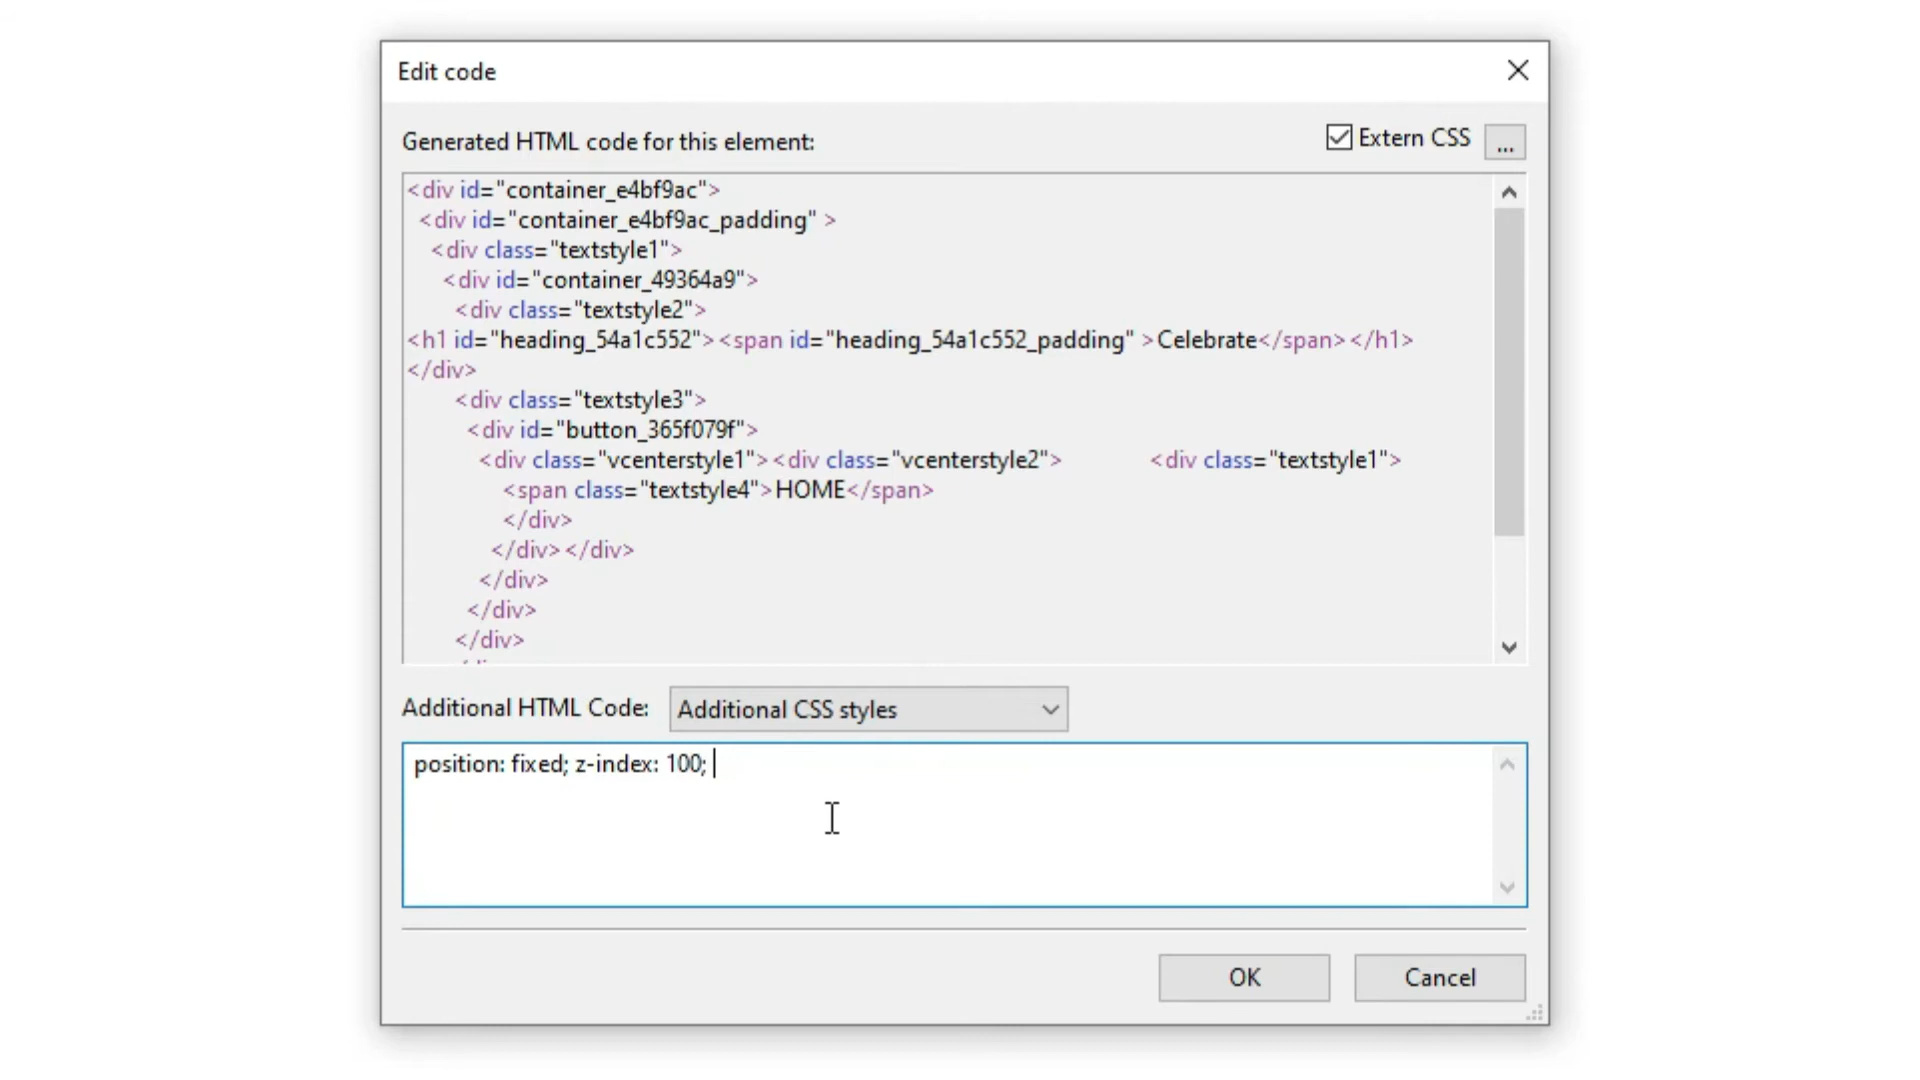 Edit code
Generated HTML code for this element:
Extern CSS
...
<div id="container_e4bf9ac">
<div id="container_e4bf9ac_padding" >
<div class="textstyle1">
<div id="container_49364a9">
<div class="textstyle2">
<h1 id="heading_54a1c552"><span id="heading_54a1c552_padding" >Celebrate</span></h1>
</div>
<div class="textstyle3">
<div id="button_365f079f">
<div class="vcenterstyle1"><div class="vcenterstyle2"> <div class="textstyle1">
<span class="textstyle4">HOME</span>
</div>
</div></div>
</div>
</div>
</div>
Additional HTML Code:
Additional CSS styles
position: fixed; z-index: 100;
OK
Cancel